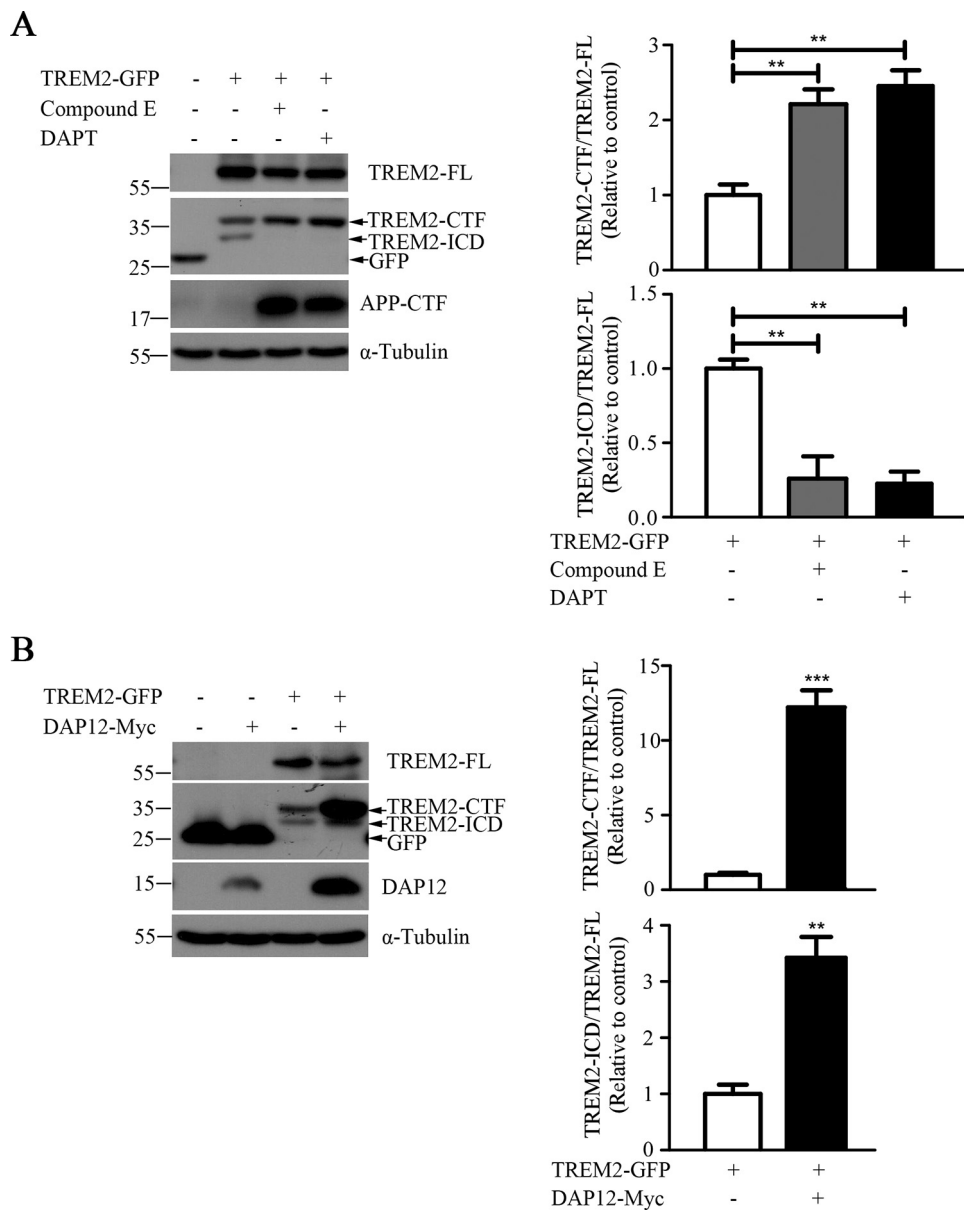 A
TREM2-GFP - + + +
Compound E - - + -
DAPT - - - +
55
TREM2-FL
35
TREM2-CTF
TREM2-ICD
25
GFP
17
APP-CTF
55
α-Tubulin
TREM2-CTF/TREM2-FL
(Relative to control)
3
2
1
0
**
**
TREM2-ICD/TREM2-FL
(Relative to control)
1.5
1.0
0.5
0.0
**
**
TREM2-GFP + + +
Compound E - + -
DAPT - - +
B
TREM2-GFP - - + +
DAP12-Myc - + - +
55
TREM2-FL
35
TREM2-CTF
TREM2-ICD
25
GFP
15
DAP12
55
α-Tubulin
TREM2-CTF/TREM2-FL
(Relative to control)
15
10
5
0
***
TREM2-ICD/TREM2-FL
(Relative to control)
4
3
2
1
0
**
TREM2-GFP + +
DAP12-Myc - +